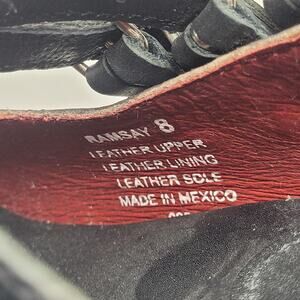 RAMSAY 8
LEATHER UPPER
LEATHER LINING
LEATHER SOLE
MADE IN MEXICO